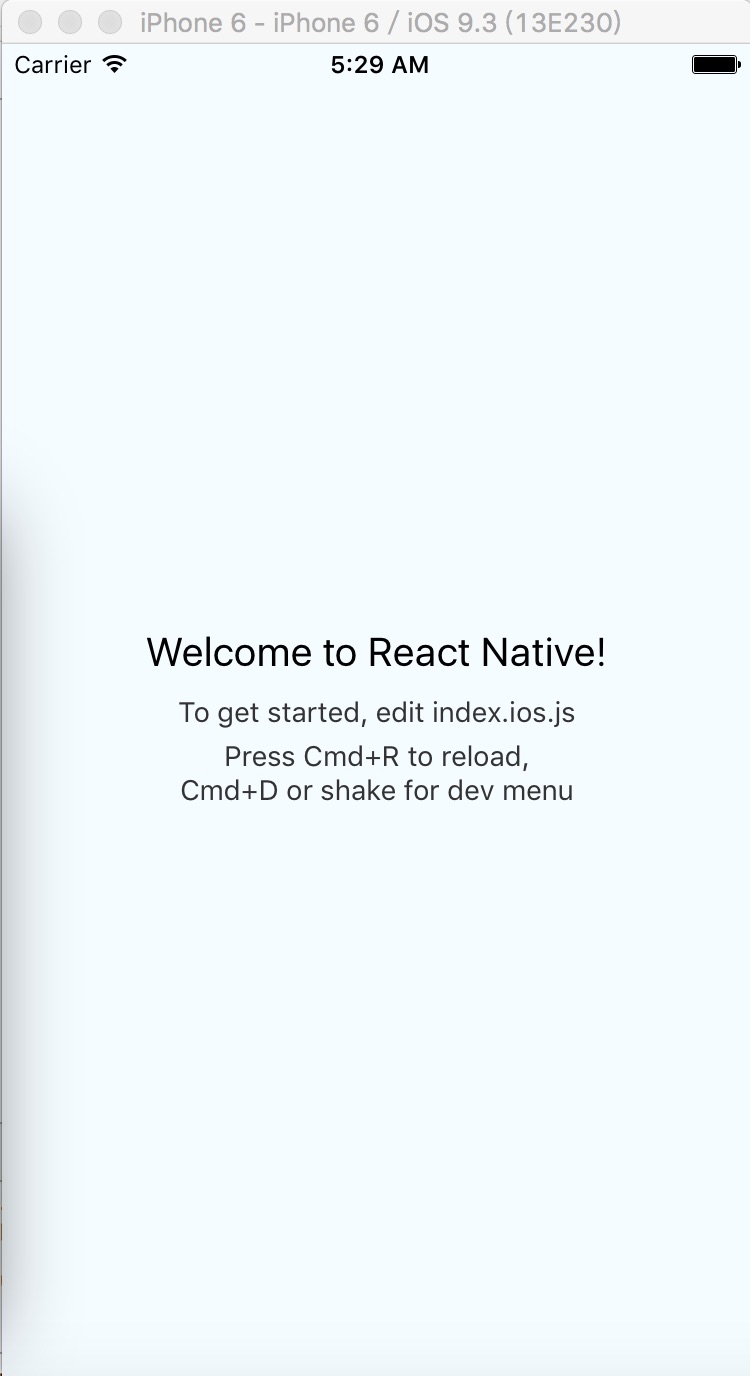 iPhone 6 - iPhone 6 / iOS 9.3 (13E230)
Carrier 5:29 AM
Welcome to React Native!
To get started, edit index.ios.js
Press Cmd+R to reload,
Cmd+D or shake for dev menu